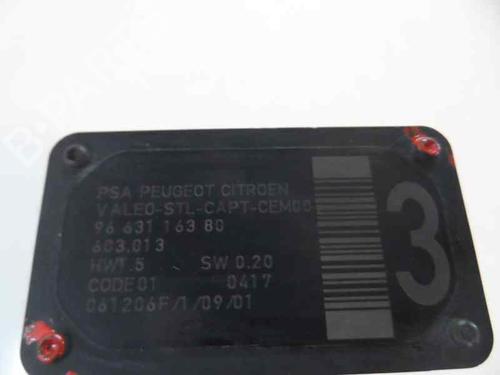 PSA PEUGEOT CITROEN
VALEO-STL-CAPT-CEM00
96 631 163 80
603.013
HW1.5 SW 0.20
CODE01 0417
061206F/1/09/01
3
B-PARTS